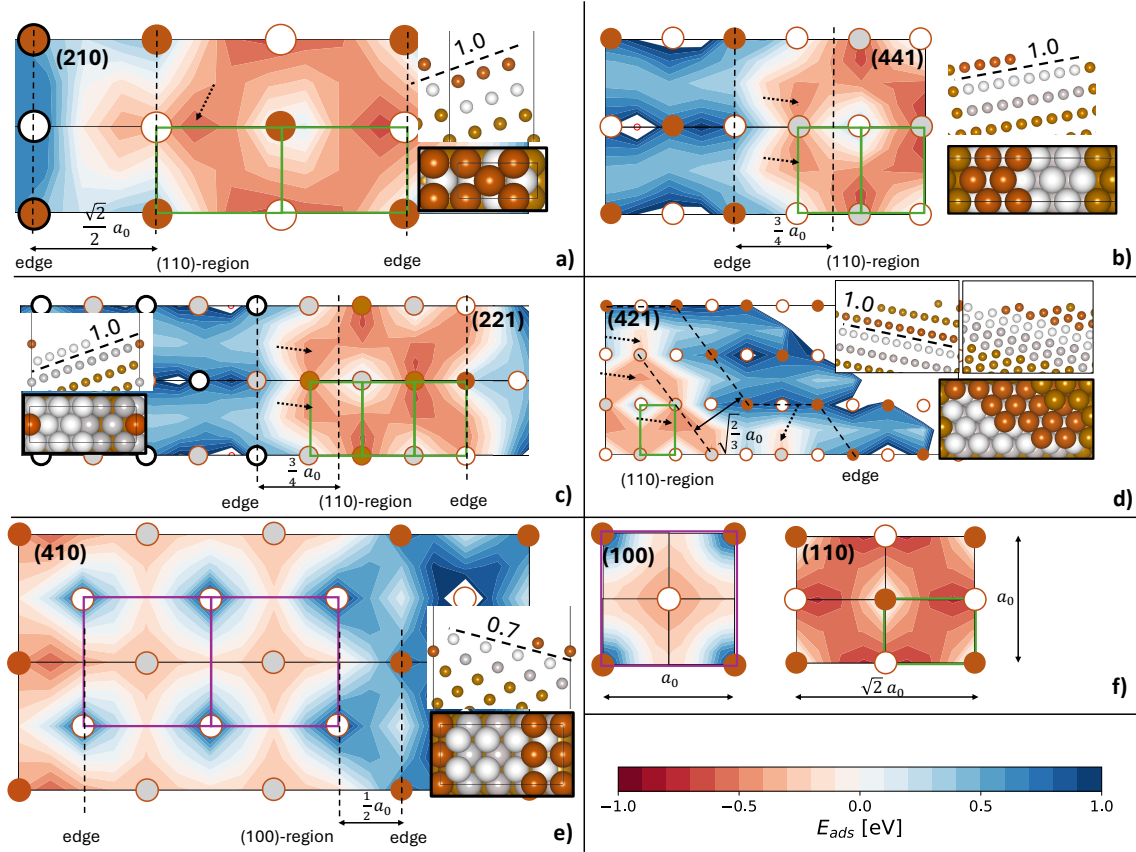 (210)
1.0
√2/2 a₀
edge
(110)-region
edge
a)
(441)
1.0
3/4 a₀
edge
(110)-region
b)
(221)
1.0
3/4 a₀
edge
(110)-region
edge
c)
(421)
1.0
√2/3 a₀
(110)-region
edge
d)
(410)
0.7
1/2 a₀
edge
(100)-region
edge
e)
(100)
(110)
a₀
a₀
√2 a₀
f)
−1.0
−0.5
0.0
0.5
1.0
E_ads [eV]